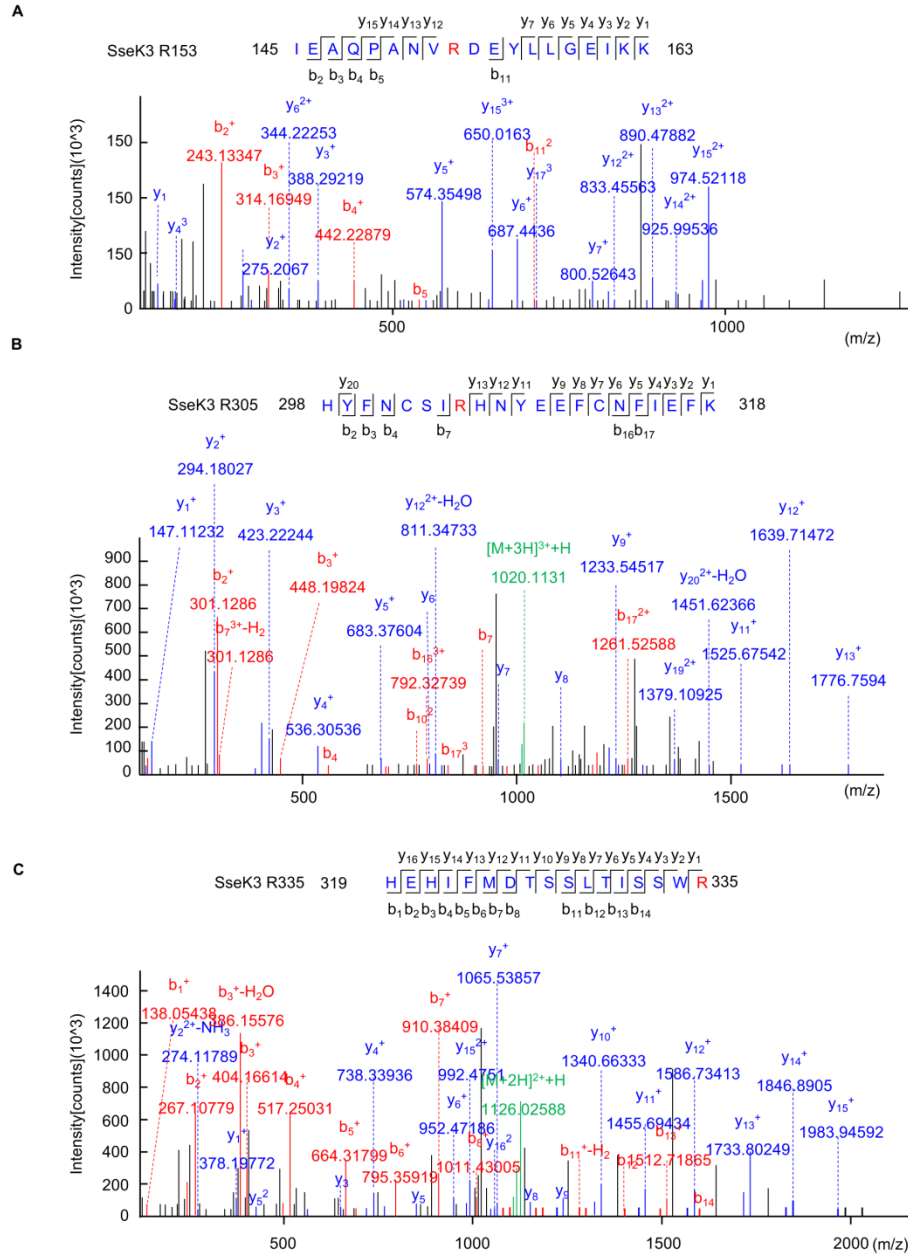 A
y15 y14 y13 y12 y7 y6 y5 y4 y3 y2 y1
SseK3 R153 145 I E A Q P A N V R D E Y L L G E I K K 163
b2 b3 b4 b5 b11
y6 2+
344.22253
y15 3+
650.0163
y13 2+
890.47882
b2+
243.13347
y3+
388.29219
b11 2
y17 3
y12 2+
833.45563
y15 2+
974.52118
b3+
314.16949
y5+
574.35498
y1
y4 3
b4+
442.22879
y6+
687.4436
y14 2+
925.99536
y2+
275.2067
y7+
800.52643
b5
150
150
150
0
Intensity[counts](10^3)
500 1000
(m/z)
B
y20 y13 y12 y11 y9 y8 y7 y6 y5 y4 y3 y2 y1
SseK3 R305 298 H Y F N C S I R H N Y E E F C N F I E F K 318
b2 b3 b4 b7 b16 b17
y2+
294.18027
y1+
147.11232
y3+
423.22244
y12 2+-H2O
811.34733
y12+
1639.71472
b3+
448.19824
[M+3H]3++H
1020.1131
y9+
1233.54517
b2+
301.1286
y20 2+-H2O
1451.62366
b7 3+-H2
301.1286
y5+
683.37604
y6
b7
b17 2+
1261.52588
y11+
1525.67542
b16 3+
792.32739
y7
y8
y19 2+
1379.10925
y13+
1776.7594
y4+
536.30536
b10 2
b4
b17 3
900
800
700
600
500
400
300
200
100
0
Intensity[counts](10^3)
500 1000 1500
(m/z)
C
y16 y15 y14 y13 y12 y11 y10 y9 y8 y7 y6 y5 y4 y3 y2 y1
SseK3 R335 319 H E H I F M D T S S L T I S S W R 335
b1 b2 b3 b4 b5 b6 b7 b8 b11 b12 b13 b14
y7+
1065.53857
b1+
138.05438
b3+-H2O
386.15576
b7+
910.38409
y2 2+-NH3
274.11789
b3+
404.16614
y4+
738.33936
y15 2+
992.4751
y10+
1340.66333
y12+
1586.73413
y14+
1846.8905
[M+2H]2++H
1126.02588
b2+
267.10779
b4+
517.25031
y6+
952.47186
y11+
1455.69434
y15+
1983.94592
b5+
664.31799
y1+
378.19772
b6+
795.35919
b8
1011.43005
y16 2
b11+-H2
b13+
1512.71865
b12
y13+
1733.80249
y5 2
y3
y5
y8
y9
b14
1400
1200
1000
800
600
400
200
0
Intensity[counts](10^3)
500 1000 1500 2000
(m/z)